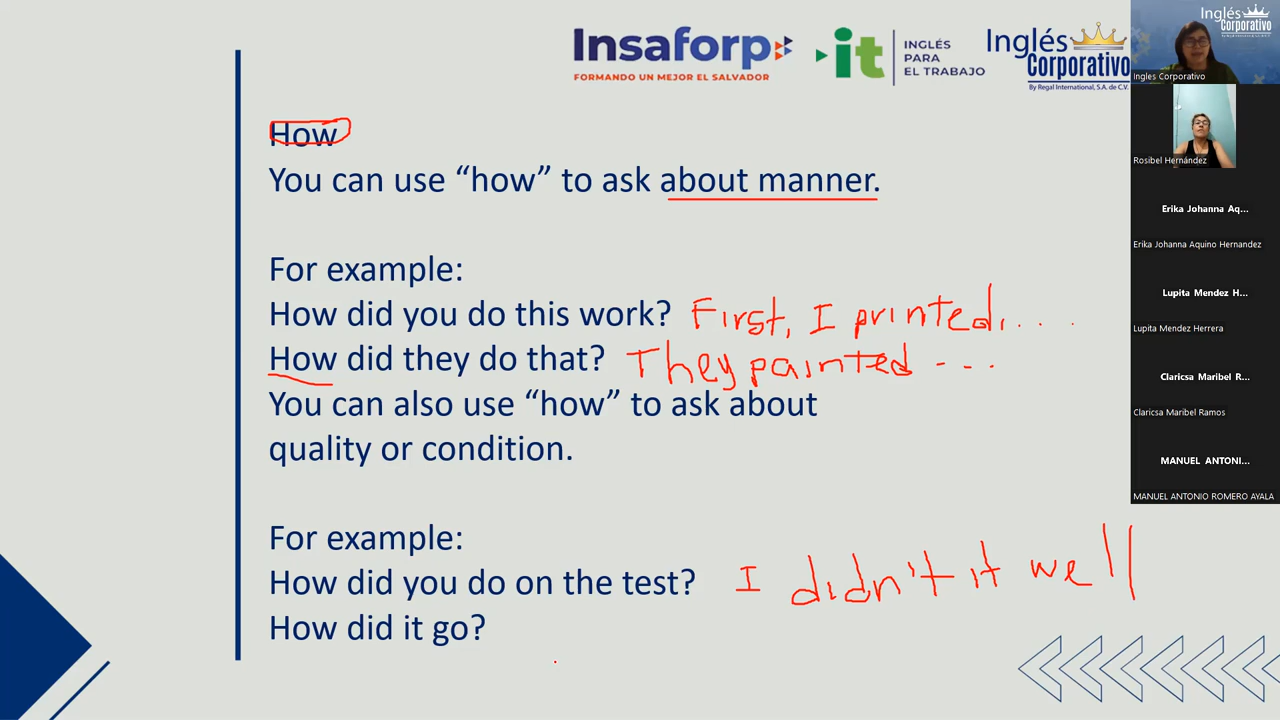 Insaforp
FORMANDO UN MEJOR EL SALVADOR
it
INGLÉS
PARA
EL TRABAJO
Inglés
Corporativo
By Regal International, S.A. de C.V.
Inglés
Corporativo
Ingles Corporativo
Rosibel Hernández
Erika Johanna Aq...
Erika Johanna Aquino Hernandez
Lupita Mendez H...
Lupita Mendez Herrera
Claricsa Maribel R...
Claricsa Maribel Ramos
MANUEL ANTONI...
MANUEL ANTONIO ROMERO AYALA
How
You can use “how” to ask about manner.
For example:
How did you do this work? First, I printed, ....
How did they do that? They painted ...
You can also use “how” to ask about
quality or condition.
For example:
How did you do on the test? I didn't it well
How did it go?